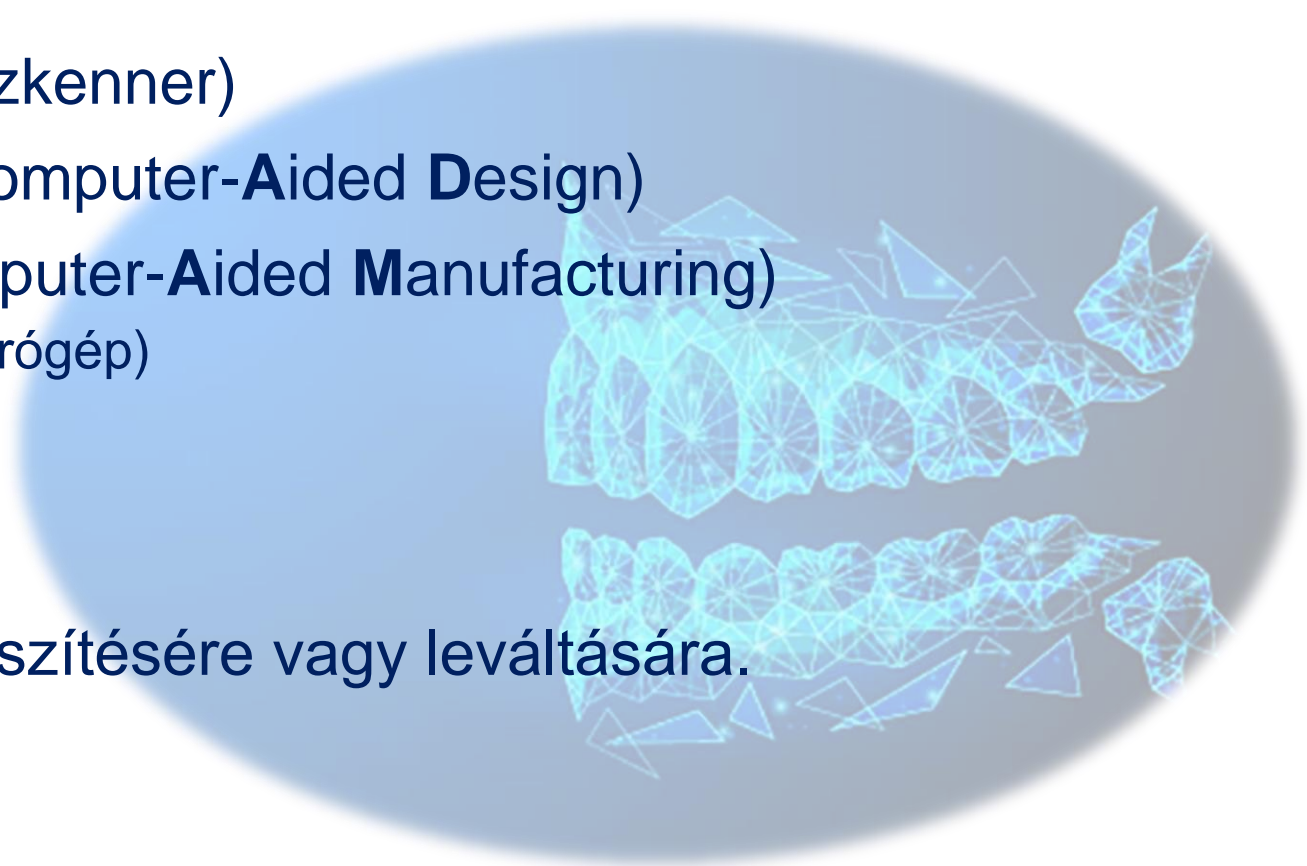 zkenner)
omputer-Aided Design)
puter-Aided Manufacturing)
rógép)
szítésére vagy leváltására.